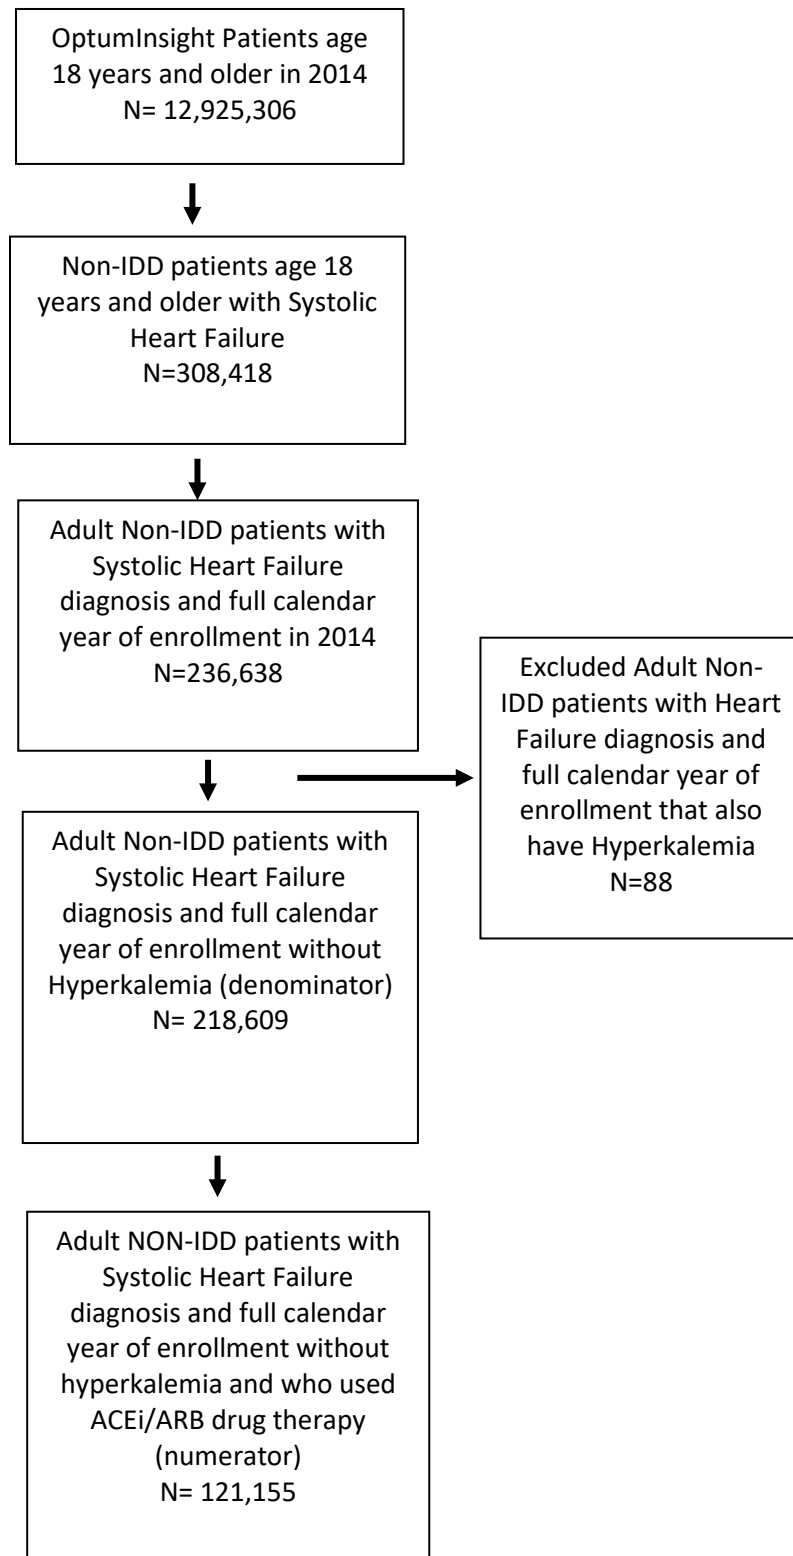 OptumInsight Patients age
18 years and older in 2014
N= 12,925,306
Non-IDD patients age 18
years and older with Systolic
Heart Failure
N=308,418
Adult Non-IDD patients with
Systolic Heart Failure
diagnosis and full calendar
year of enrollment in 2014
N=236,638
Excluded Adult Non-
IDD patients with Heart
Failure diagnosis and
full calendar year of
enrollment that also
have Hyperkalemia
N=88
Adult Non-IDD patients with
Systolic Heart Failure
diagnosis and full calendar
year of enrollment without
Hyperkalemia (denominator)
N= 218,609
Adult NON-IDD patients with
Systolic Heart Failure
diagnosis and full calendar
year of enrollment without
hyperkalemia and who used
ACEi/ARB drug therapy
(numerator)
N= 121,155